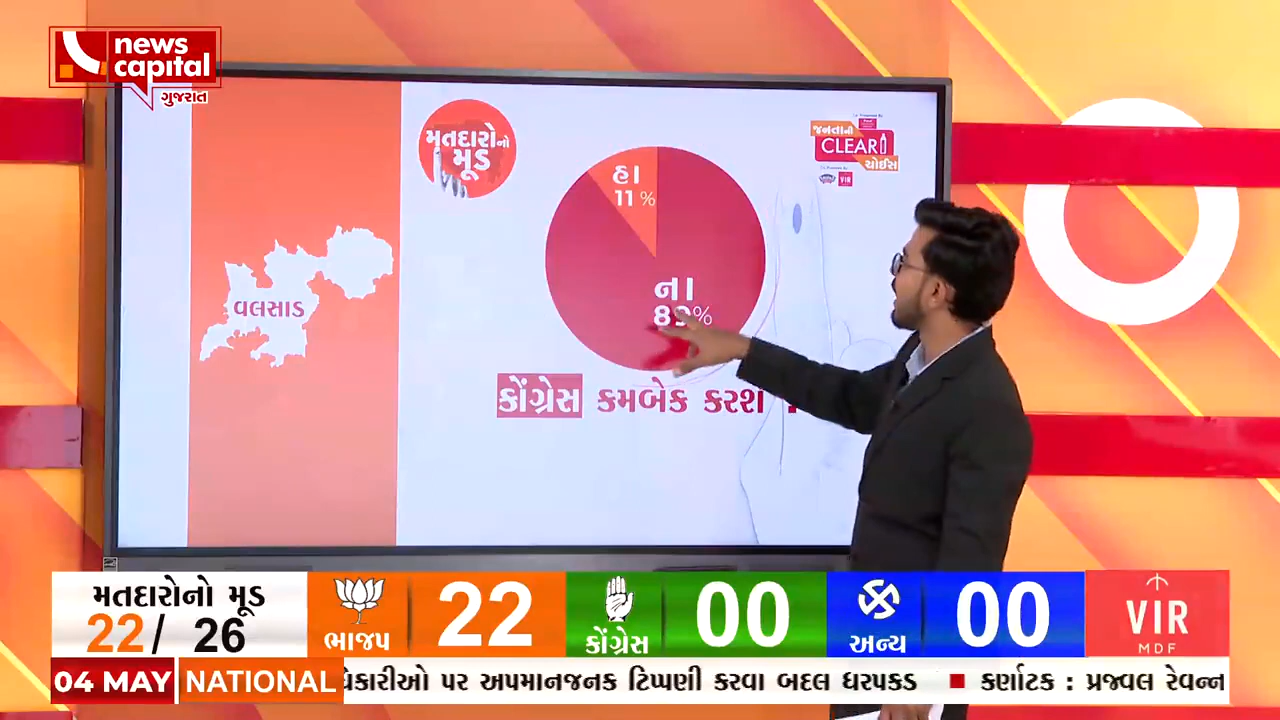 news
capital
ગુજરાત
મતદારોનો
મૂડ
જનતાની
CLEAR
ચોઈસ
VIR
હા
11 %
ના
89%
વલસાડ
કોંગ્રેસ કમબેક કરશ
મતદારોનો મૂડ
22/ 26
ભાજપ
22
કોંગ્રેસ
00
અન્ય
00
VIR
MDF
04 MAY
NATIONAL
પર અપમાનજનક ટિપ્પણી કરવા બદલ ધરપકડ ■ કર્ણાટક : પ્રજ્વલ રેવન્ન